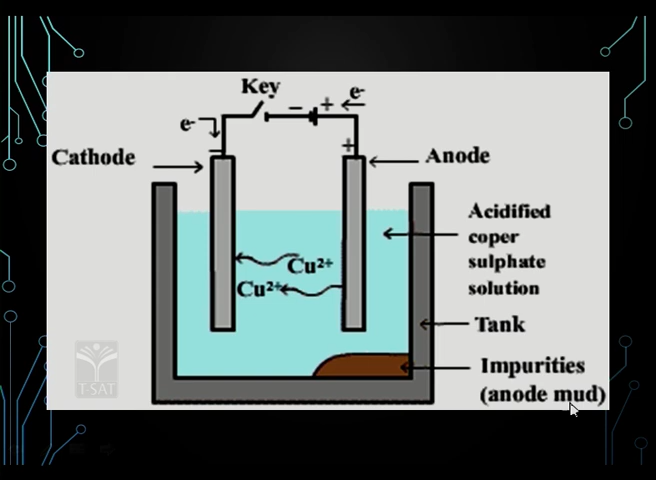 Key
e-
−
+
e-
−
+
Cathode
Anode
Acidified
coper
sulphate
solution
Cu²⁺
Cu²⁺
Tank
Impurities
(anode mud)
T-SAT